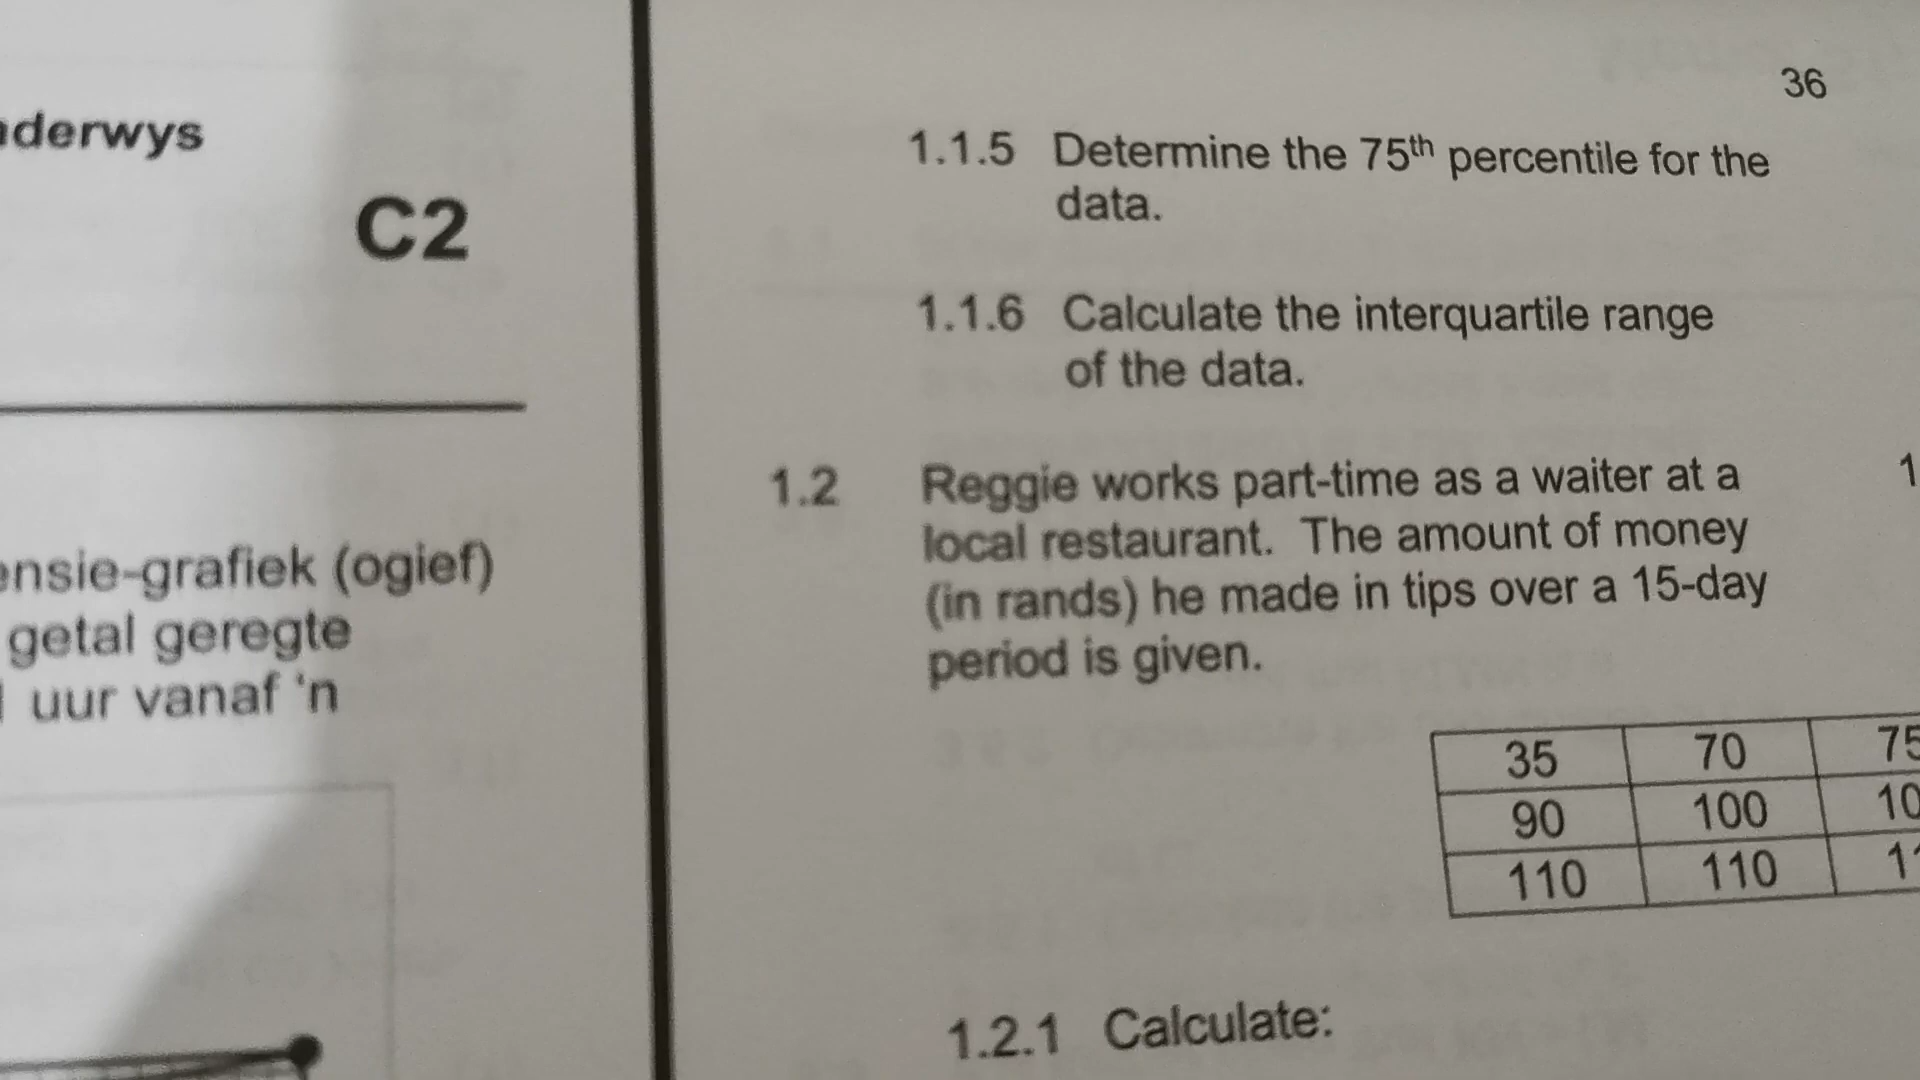 C2
ensie-grafiek (ogief)
getal geregte
uur vanaf 'n
36
1.1.5 Determine the 75th percentile for the
data.
1.1.6 Calculate the interquartile range
of the data.
1.2 Reggie works part-time as a waiter at a
local restaurant. The amount of money
(in rands) he made in tips over a 15-day
period is given.
35 70 75
90 100 10
110 110
1.2.1 Calculate: